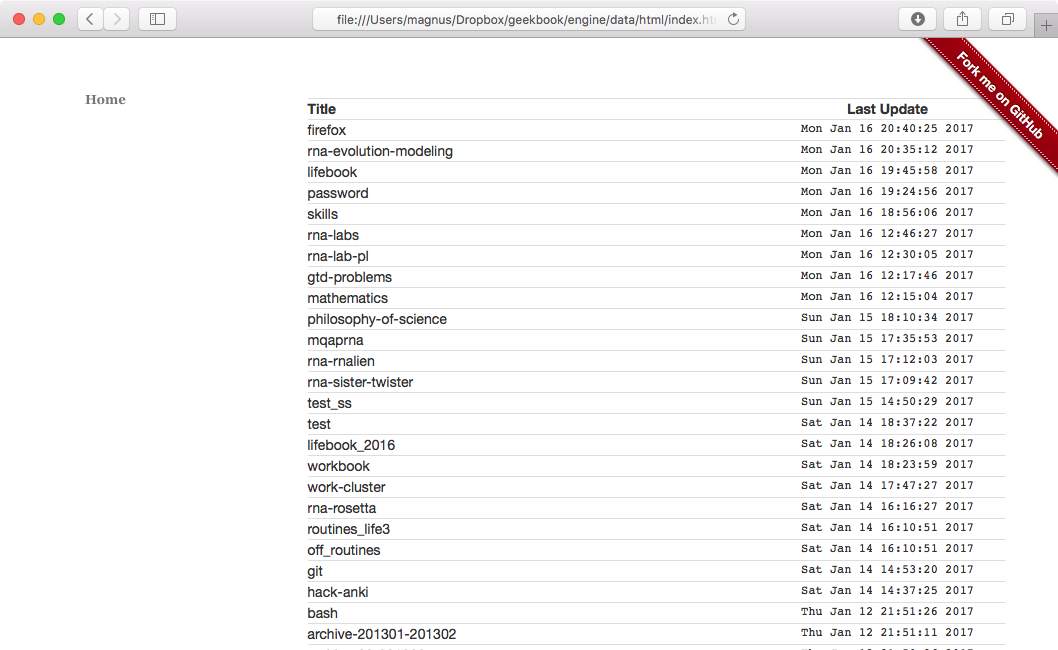 file:///Users/magnus/Dropbox/geekbook/engine/data/html/index.ht
Fork me on GitHub
Home
Title Last Update
firefox Mon Jan 16 20:40:25 2017
rna-evolution-modeling Mon Jan 16 20:35:12 2017
lifebook Mon Jan 16 19:45:58 2017
password Mon Jan 16 19:24:56 2017
skills Mon Jan 16 18:56:06 2017
rna-labs Mon Jan 16 12:46:27 2017
rna-lab-pl Mon Jan 16 12:30:05 2017
gtd-problems Mon Jan 16 12:17:46 2017
mathematics Mon Jan 16 12:15:04 2017
philosophy-of-science Sun Jan 15 18:10:34 2017
mqaprna Sun Jan 15 17:35:53 2017
rna-rnalien Sun Jan 15 17:12:03 2017
rna-sister-twister Sun Jan 15 17:09:42 2017
test_ss Sun Jan 15 14:50:29 2017
test Sat Jan 14 18:37:22 2017
lifebook_2016 Sat Jan 14 18:26:08 2017
workbook Sat Jan 14 18:23:59 2017
work-cluster Sat Jan 14 17:47:27 2017
rna-rosetta Sat Jan 14 16:16:27 2017
routines_life3 Sat Jan 14 16:10:51 2017
off_routines Sat Jan 14 16:10:51 2017
git Sat Jan 14 14:53:20 2017
hack-anki Sat Jan 14 14:37:25 2017
bash Thu Jan 12 21:51:26 2017
archive-201301-201302 Thu Jan 12 21:51:11 2017